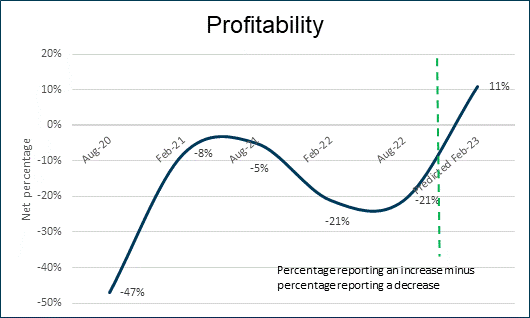 Profitability
20%
10%
0%
-10%
-20%
-30%
-40%
-50%
Net percentage
Aug-20
Feb-21
Aug-21
Feb-22
Aug-22
Predicted Feb-23
-47%
-8%
-5%
-21%
-21%
11%
Percentage reporting an increase minus
percentage reporting a decrease